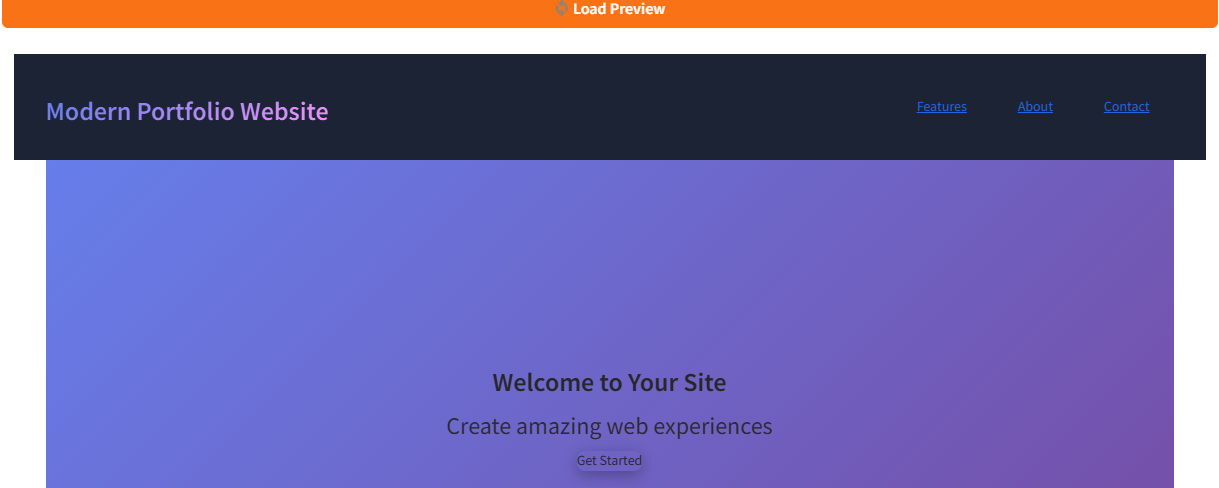 Load Preview
Modern Portfolio Website
Features About Contact
Welcome to Your Site
Create amazing web experiences
Get Started